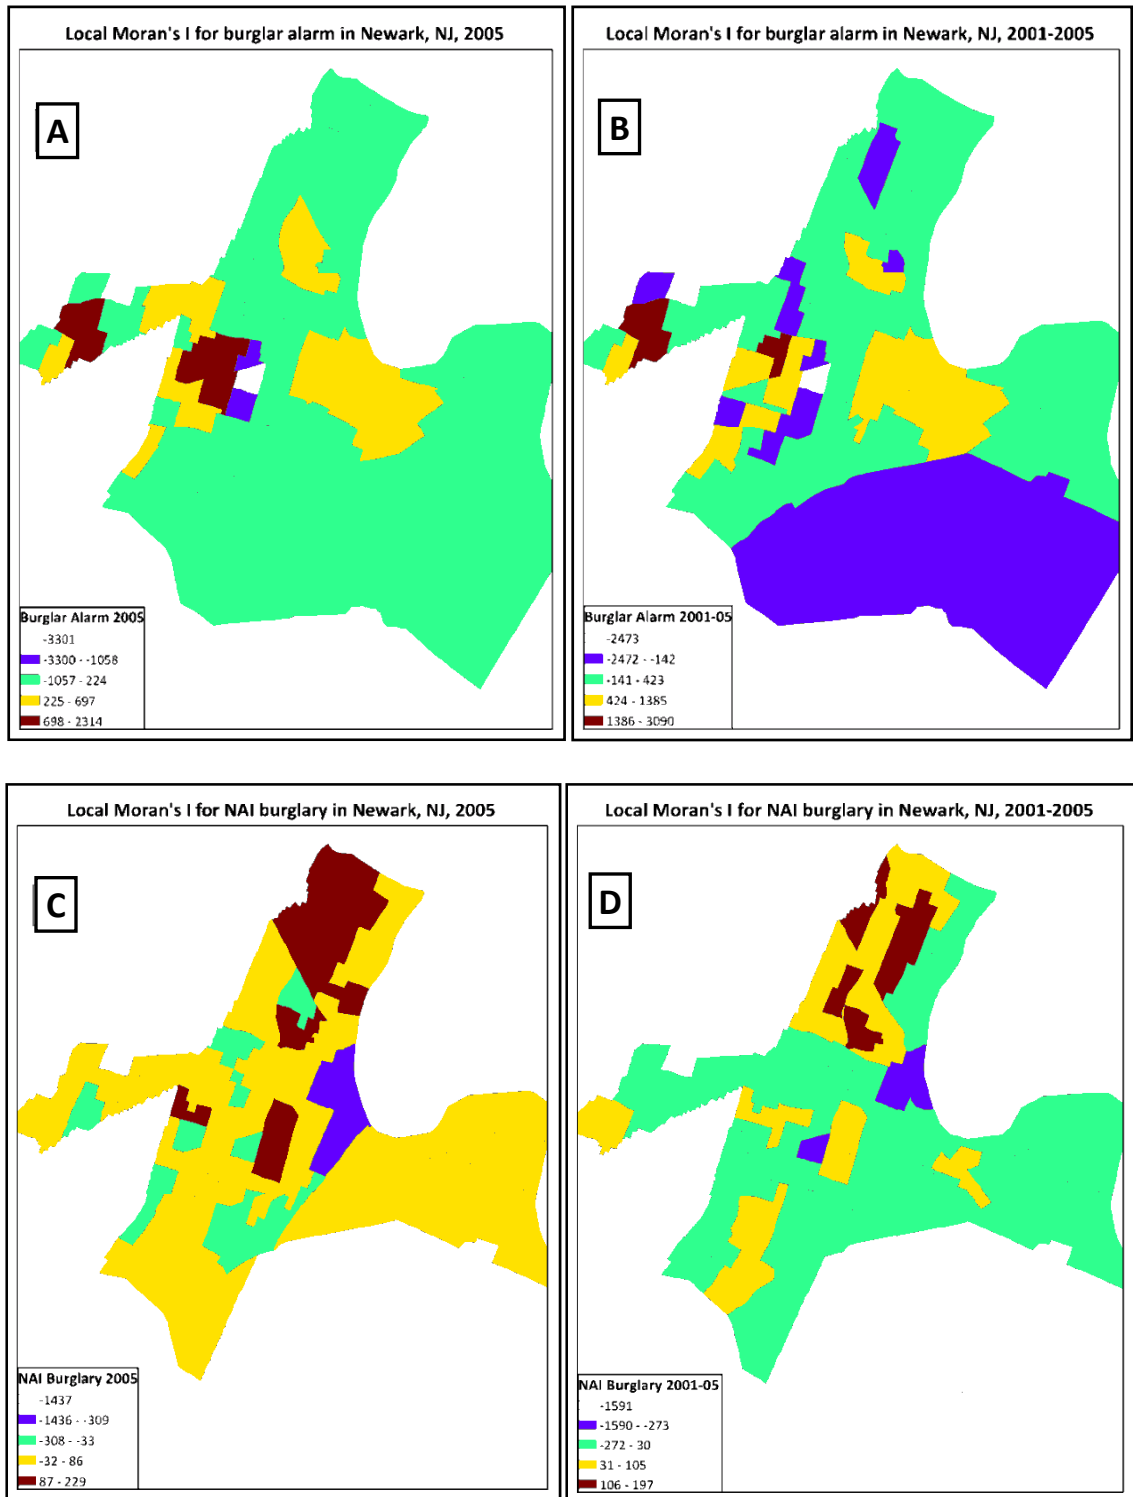 Local Moran's I for burglar alarm in Newark, NJ, 2005
A
Burglar Alarm 2005
-3301
-3300 - -1058
-1057 - 224
225 - 697
698 - 2314
Local Moran's I for burglar alarm in Newark, NJ, 2001-2005
B
Burglar Alarm 2001-05
-2473
-2472 - -142
-141 - 423
424 - 1385
1386 - 3090
Local Moran's I for NAI burglary in Newark, NJ, 2005
C
NAI Burglary 2005
-1437
-1436 - -309
-308 - -33
-32 - 86
87 - 229
Local Moran's I for NAI burglary in Newark, NJ, 2001-2005
D
NAI Burglary 2001-05
-1591
-1590 - -273
-272 - 30
31 - 105
106 - 197